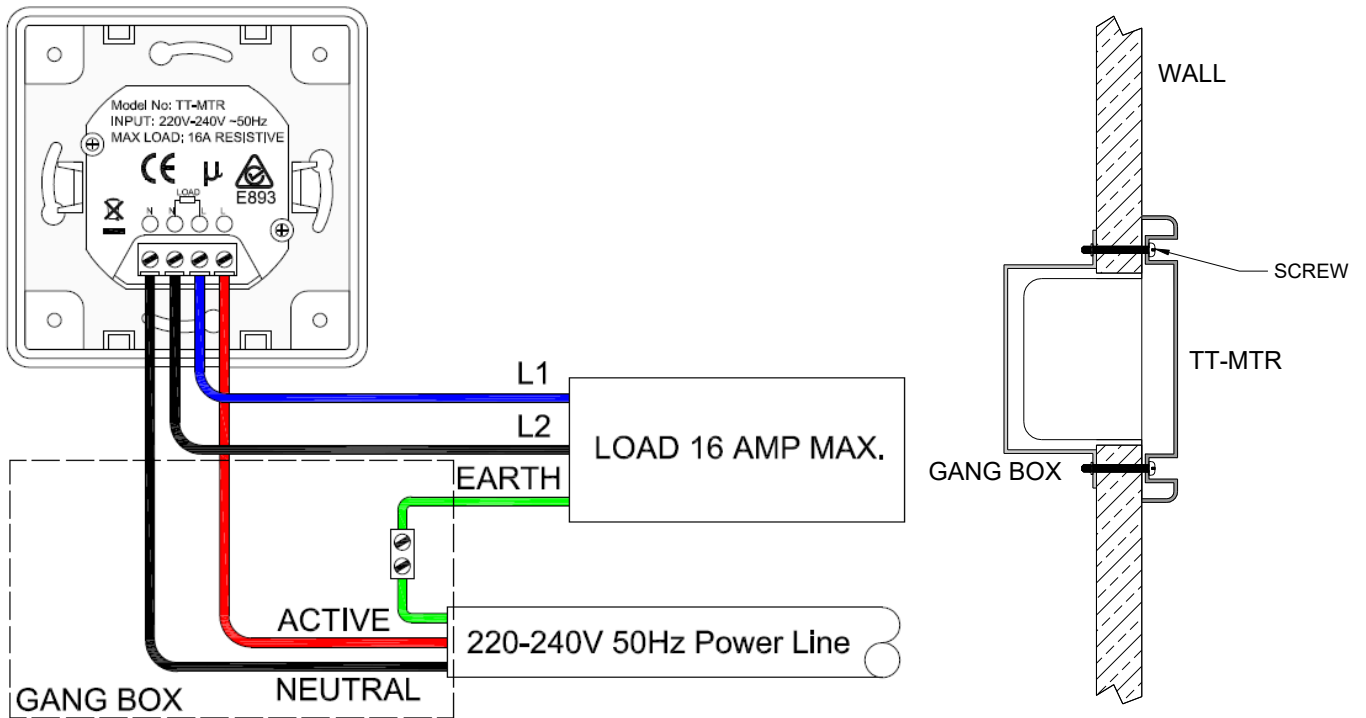 Model No: TT-MTR
INPUT: 220V-240V ~50Hz
MAX LOAD; 16A RESISTIVE
CE μ
E893
LOAD
N N L L
L1
L2
LOAD 16 AMP MAX.
EARTH
ACTIVE
220-240V 50Hz Power Line
NEUTRAL
GANG BOX
WALL
SCREW
TT-MTR
GANG BOX